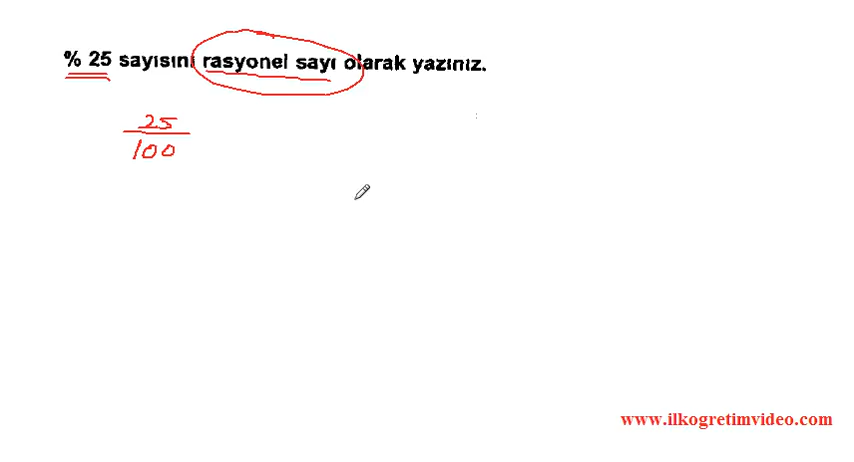 % 25 sayısını rasyonel sayı olarak yazınız.
25
100
www.ilkogretimvideo.com